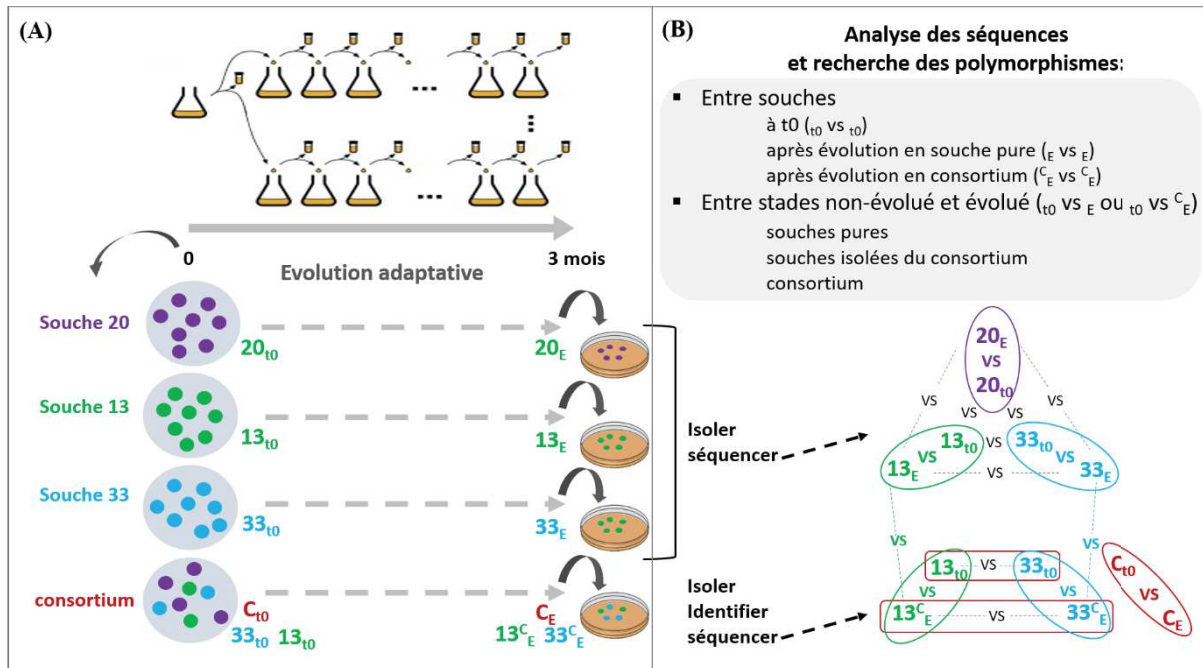 (A)
0
3 mois
Evolution adaptative
Souche 20
20t0
20E
Souche 13
13t0
13E
Souche 33
33t0
33E
consortium
Ct0
33t0 13t0
CE
13CE 33CE
Isoler
séquencer
Isoler
Identifier
séquencer
(B)
Analyse des séquences
et recherche des polymorphismes:
▪ Entre souches
à t0 (t0 vs t0)
après évolution en souche pure (E vs E)
après évolution en consortium (CE vs CE)
▪ Entre stades non-évolué et évolué (t0 vs E ou t0 vs CE)
souches pures
souches isolées du consortium
consortium
20E
VS
20t0
VS
VS
VS
VS
13E VS 13t0
VS
33t0 VS 33E
VS
VS
VS
13t0 VS 33t0
VS
VS
13CE VS 33CE
Ct0
VS
CE